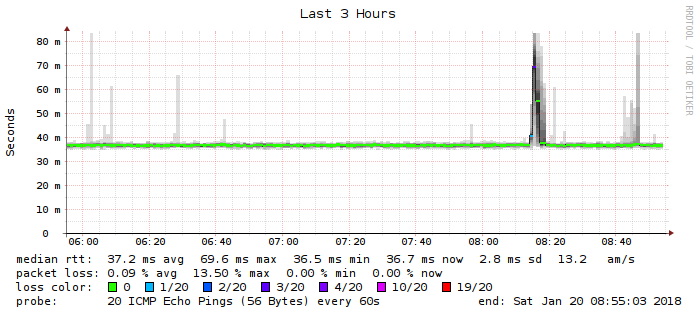 Last 3 Hours
RRDTOOL / TOBI OETIKER
Seconds
80 m
70 m
60 m
50 m
40 m
30 m
20 m
10 m
0
06:00 06:20 06:40 07:00 07:20 07:40 08:00 08:20 08:40
median rtt: 37.2 ms avg 69.6 ms max 36.5 ms min 36.7 ms now 2.8 ms sd 13.2 am/s
packet loss: 0.09 % avg 13.50 % max 0.00 % min 0.00 % now
loss color: 0 1/20 2/20 3/20 4/20 10/20 19/20
probe: 20 ICMP Echo Pings (56 Bytes) every 60s end: Sat Jan 20 08:55:03 2018